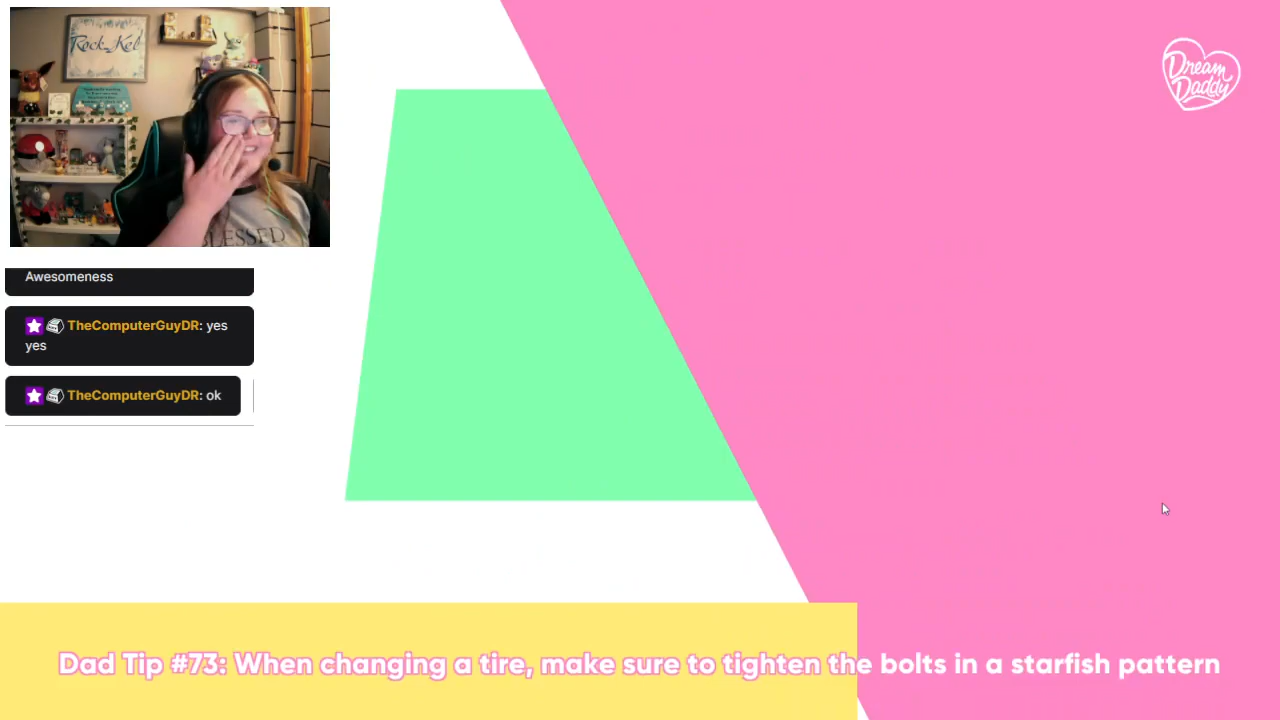 Rock_Kel
BLESSED
Dream
Daddy
Awesomeness
TheComputerGuyDR: yes
yes
TheComputerGuyDR: ok
Dad Tip #73: When changing a tire, make sure to tighten the bolts in a starfish pattern